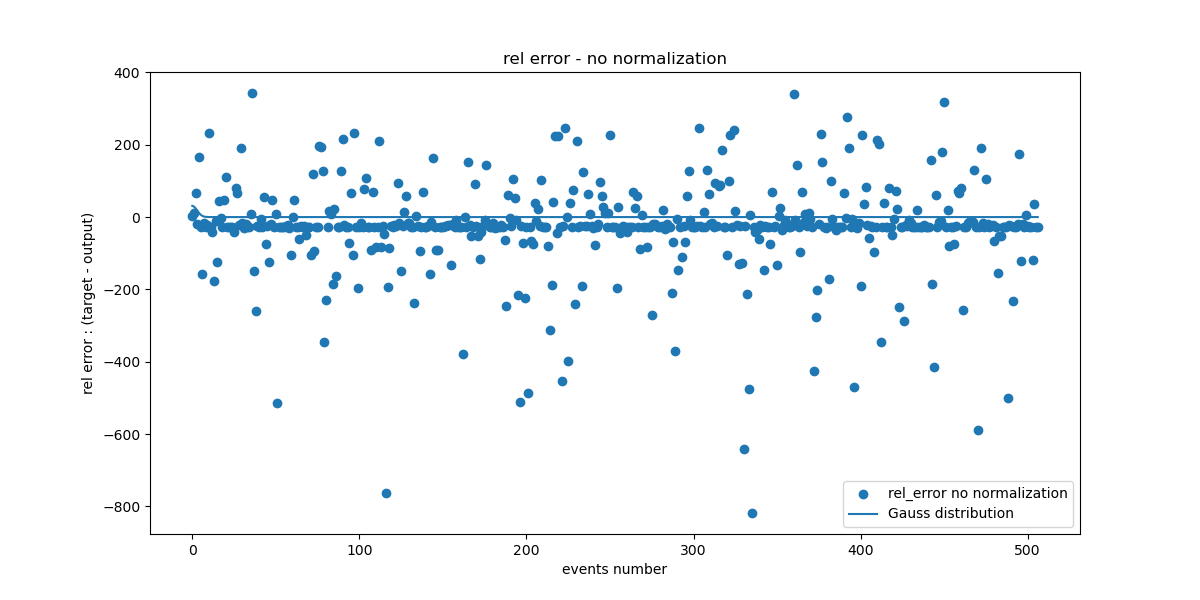 rel error - no normalization
400
200
0
−200
−400
−600
−800
rel error : (target - output)
0
100
200
300
400
500
events number
rel_error no normalization
Gauss distribution